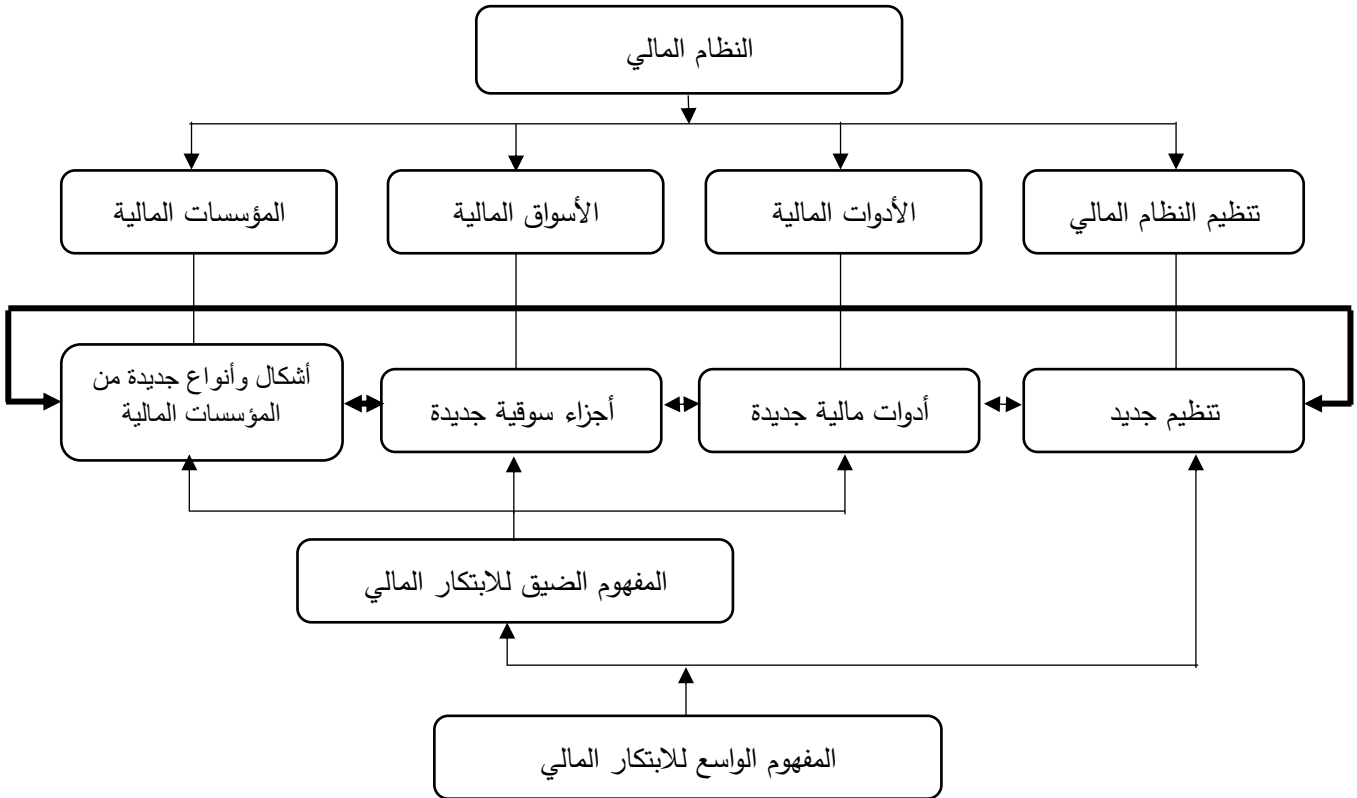 النظام المالي
تنظيم النظام المالي
الأدوات المالية
الأسواق المالية
المؤسسات المالية
تنظيم جديد
أدوات مالية جديدة
أجزاء سوقية جديدة
أشكال وأنواع جديدة من
المؤسسات المالية
المفهوم الضيق للابتكار المالي
المفهوم الواسع للابتكار المالي